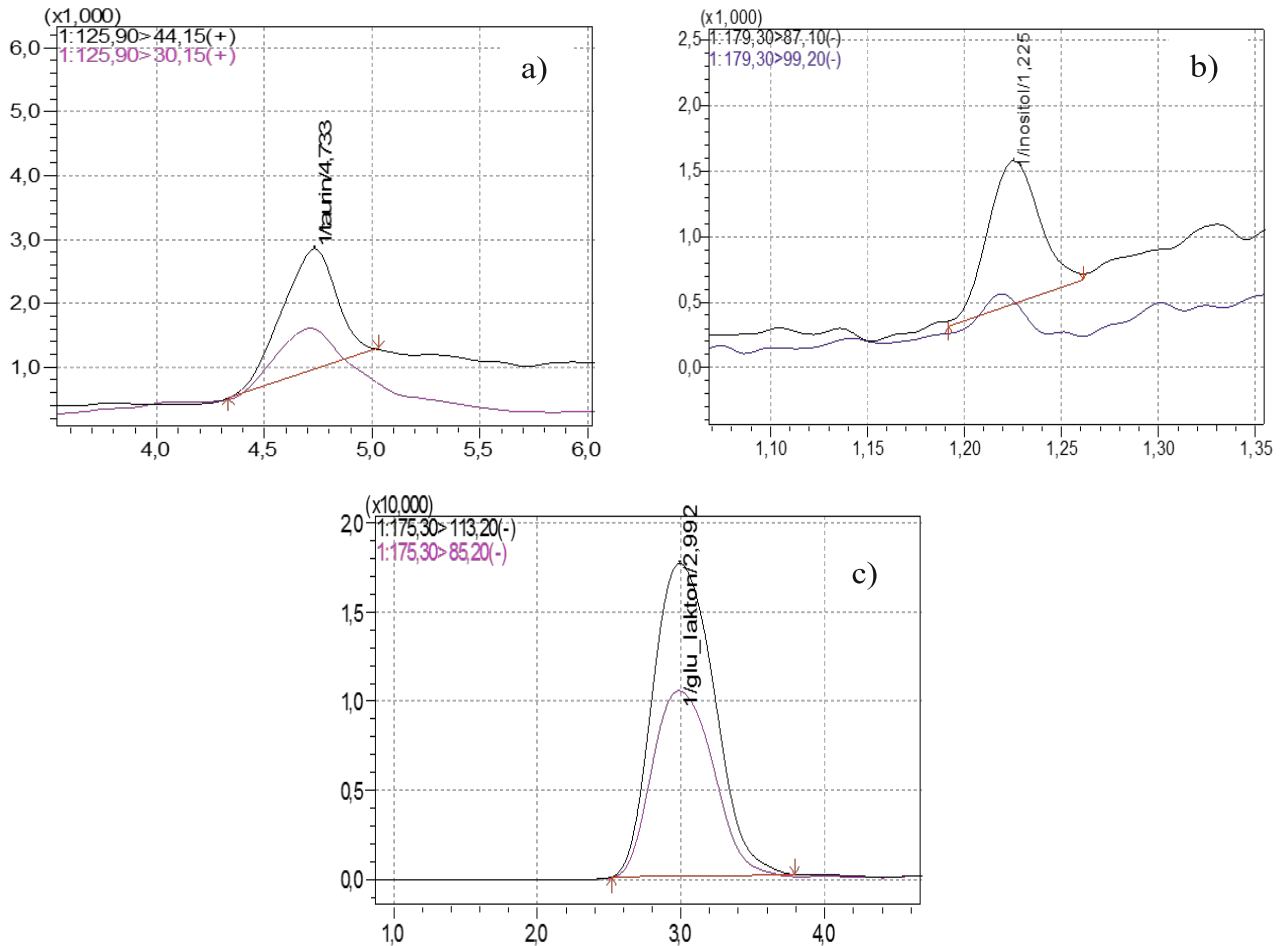 (x1,000)
1:125,90>44,15(+)
1:125,90>30,15(+)
a)
6,0
5,0
4,0
3,0
2,0
1,0
1/taurin/4,733
4,0 4,5 5,0 5,5 6,0
(x1,000)
1:179,30>87,10(-)
1:179,30>99,20(-)
b)
2,5
2,0
1,5
1,0
0,5
0,0
1/inositol/1,225
1,10 1,15 1,20 1,25 1,30 1,35
(x10,000)
1:175,30>113,20(-)
1:175,30>85,20(-)
c)
2,0
1,5
1,0
0,5
0,0
1/glu_lakton/2,992
1,0 2,0 3,0 4,0